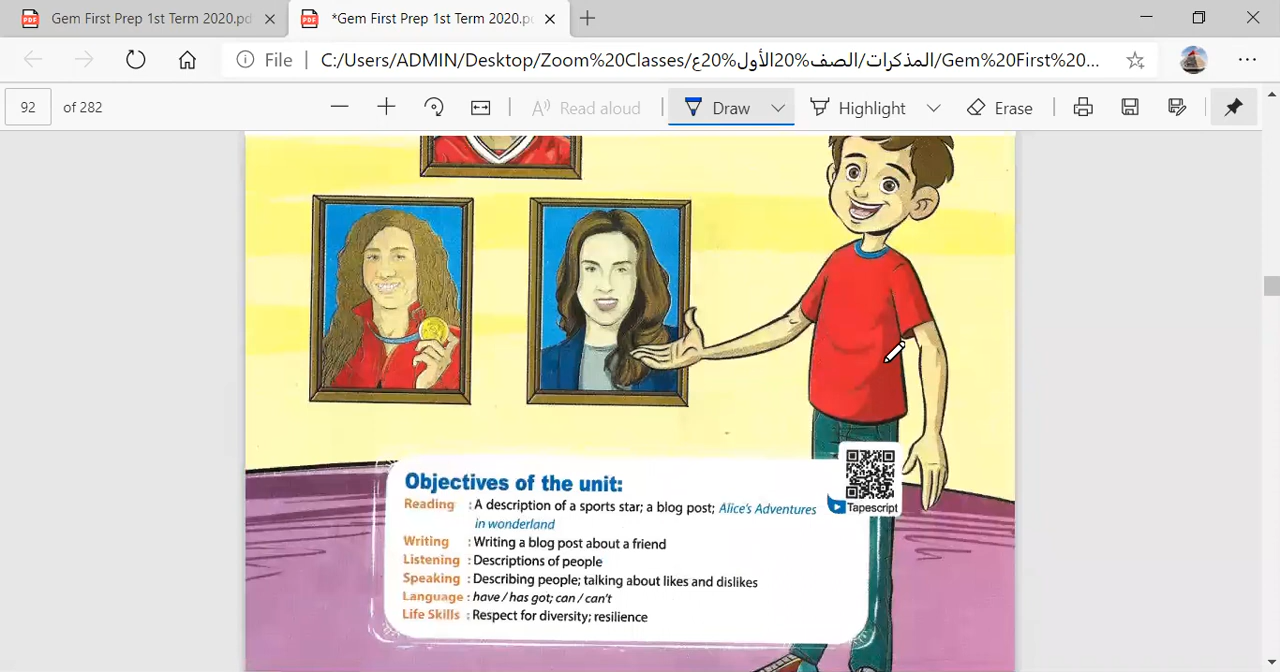 Gem First Prep 1st Term 2020.pd
*Gem First Prep 1st Term 2020.p
File
C:/Users/ADMIN/Desktop/Zoom%20Classes/المذكرات/الصف%20الأول%20ع/Gem%20First%20...
92 of 282
Read aloud
Draw
Highlight
Erase
Objectives of the unit:
Reading : A description of a sports star; a blog post; Alice's Adventures
in wonderland
Writing : Writing a blog post about a friend
Listening : Descriptions of people
Speaking : Describing people; talking about likes and dislikes
Language : have / has got; can / can't
Life Skills : Respect for diversity; resilience
Tapescript